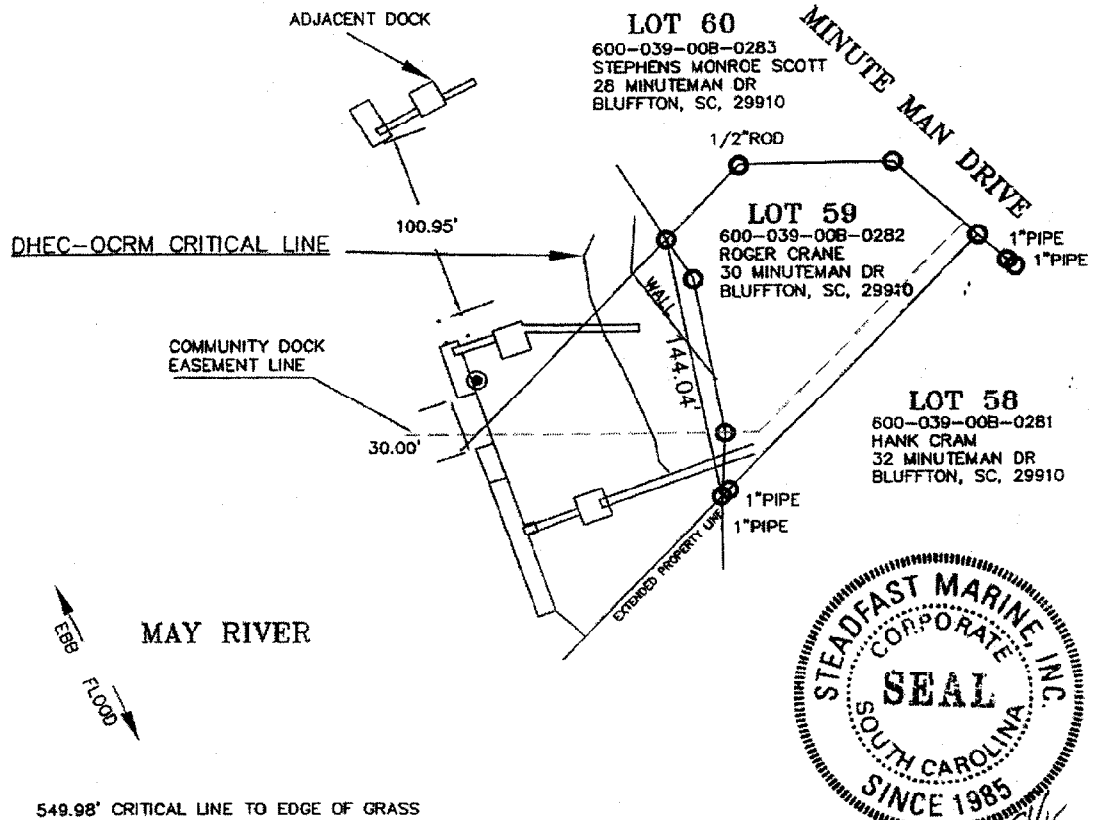 ADJACENT DOCK
LOT 60
600-039-00B-0283
STEPHENS MONROE SCOTT
28 MINUTEMAN DR
BLUFFTON, SC, 29910
MINUTE MAN DRIVE
1/2"ROD
100.95'
DHEC-OCRM CRITICAL LINE
LOT 59
600-039-00B-0282
ROGER CRANE
30 MINUTEMAN DR
BLUFFTON, SC, 29910
1"PIPE
1"PIPE
WALL
144.04'
COMMUNITY DOCK
EASEMENT LINE
30.00'
LOT 58
600-039-00B-0281
HANK CRAM
32 MINUTEMAN DR
BLUFFTON, SC, 29910
1"PIPE
1"PIPE
EXTENDED PROPERTY LINE
EBB
FLOOD
MAY RIVER
STEADFAST MARINE, INC.
CORPORATE
SEAL
SOUTH CAROLINA
SINCE 1985
549.98' CRITICAL LINE TO EDGE OF GRASS